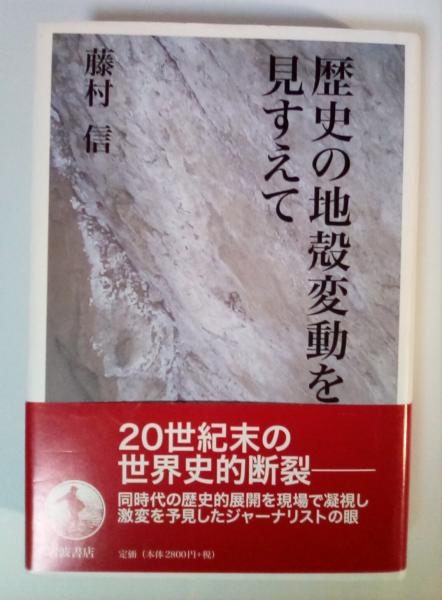 歴史の地殻変動を
見すえて
藤村 信
20世紀末の
世界史的断裂――
同時代の歴史的展開を現場で凝視し
激変を予見したジャーナリストの眼
岩波書店
定価(本体2800円+税)